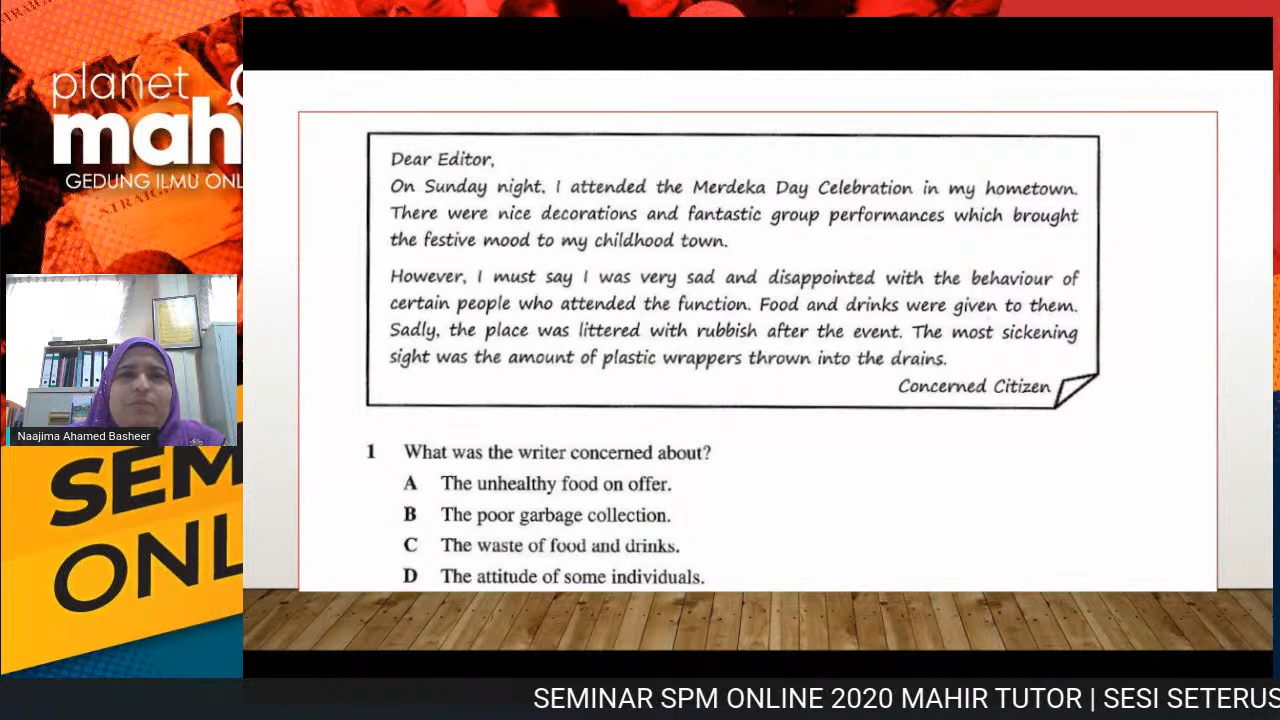 planet
mah
GEDUNG ILMU ONL
Dear Editor,
On Sunday night, I attended the Merdeka Day Celebration in my hometown.
There were nice decorations and fantastic group performances which brought
the festive mood to my childhood town.
However, I must say I was very sad and disappointed with the behaviour of
certain people who attended the function. Food and drinks were given to them.
Sadly, the place was littered with rubbish after the event. The most sickening
sight was the amount of plastic wrappers thrown into the drains.
Concerned Citizen
1 What was the writer concerned about?
A The unhealthy food on offer.
B The poor garbage collection.
C The waste of food and drinks.
D The attitude of some individuals.
Naajima Ahamed Basheer
SEM
ONL
SEMINAR SPM ONLINE 2020 MAHIR TUTOR | SESI SETERUS